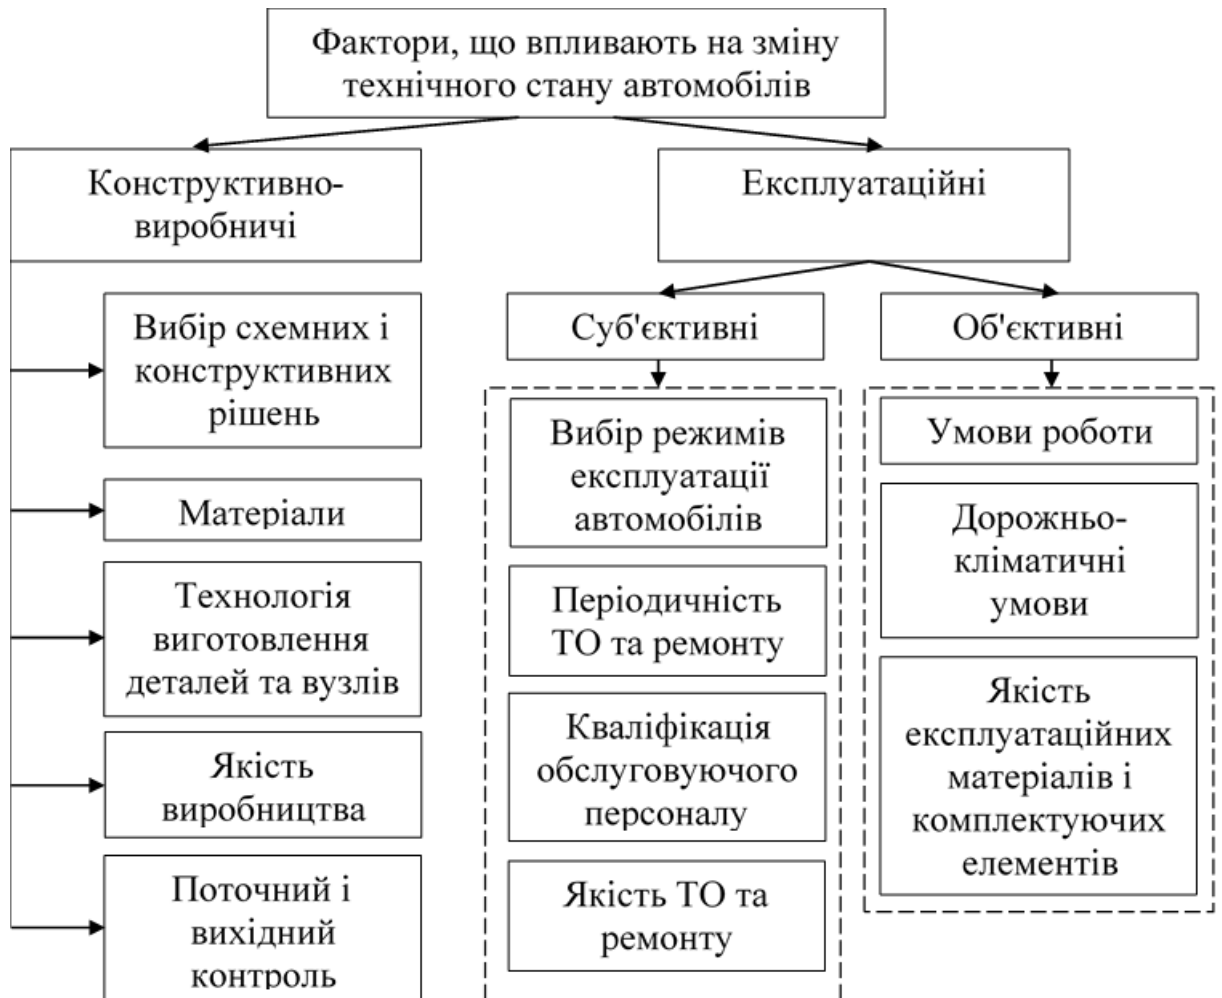 Фактори, що впливають на зміну
технічного стану автомобілів
Конструктивно-
виробничі
Експлуатаційні
Вибір схемних і
конструктивних
рішень
Матеріали
Технологія
виготовлення
деталей та вузлів
Якість
виробництва
Поточний і
вихідний
контроль
Суб'єктивні
Вибір режимів
експлуатації
автомобілів
Періодичність
ТО та ремонту
Кваліфікація
обслуговуючого
персоналу
Якість ТО та
ремонту
Об'єктивні
Умови роботи
Дорожньо-
кліматичні
умови
Якість
експлуатаційних
матеріалів і
комплектуючих
елементів